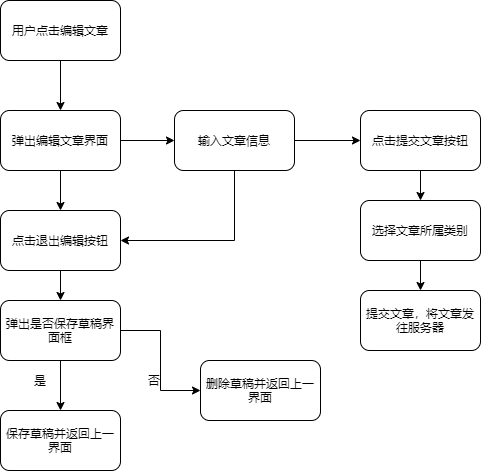 用户点击编辑文章
弹出编辑文章界面
输入文章信息
点击提交文章按钮
点击退出编辑按钮
选择文章所属类别
弹出是否保存草稿界
面框
提交文章，将文章发
往服务器
是
否
删除草稿并返回上一
界面
保存草稿并返回上一
界面